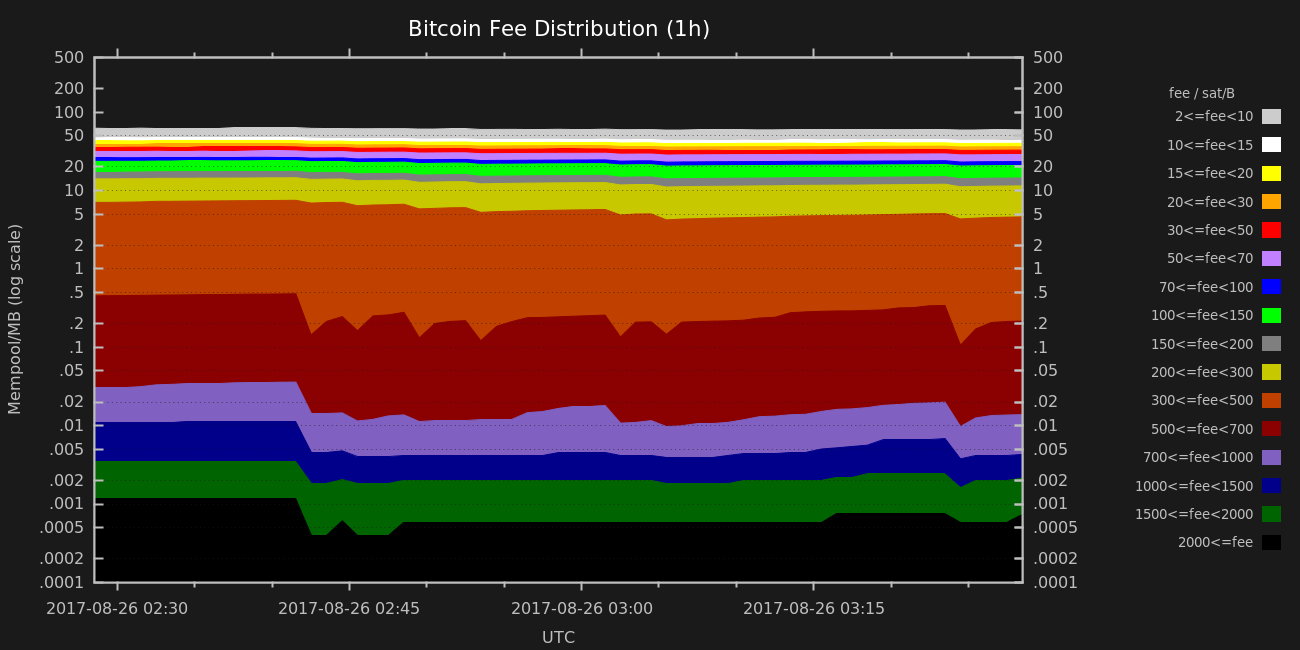 Bitcoin Fee Distribution (1h)
Mempool/MB (log scale)
500
200
100
50
20
10
5
2
1
.5
.2
.1
.05
.02
.01
.005
.002
.001
.0005
.0002
.0001
500
200
100
50
20
10
5
2
1
.5
.2
.1
.05
.02
.01
.005
.002
.001
.0005
.0002
.0001
fee / sat/B
2<=fee<10
10<=fee<15
15<=fee<20
20<=fee<30
30<=fee<50
50<=fee<70
70<=fee<100
100<=fee<150
150<=fee<200
200<=fee<300
300<=fee<500
500<=fee<700
700<=fee<1000
1000<=fee<1500
1500<=fee<2000
2000<=fee
2017-08-26 02:30 2017-08-26 02:45 2017-08-26 03:00 2017-08-26 03:15
UTC